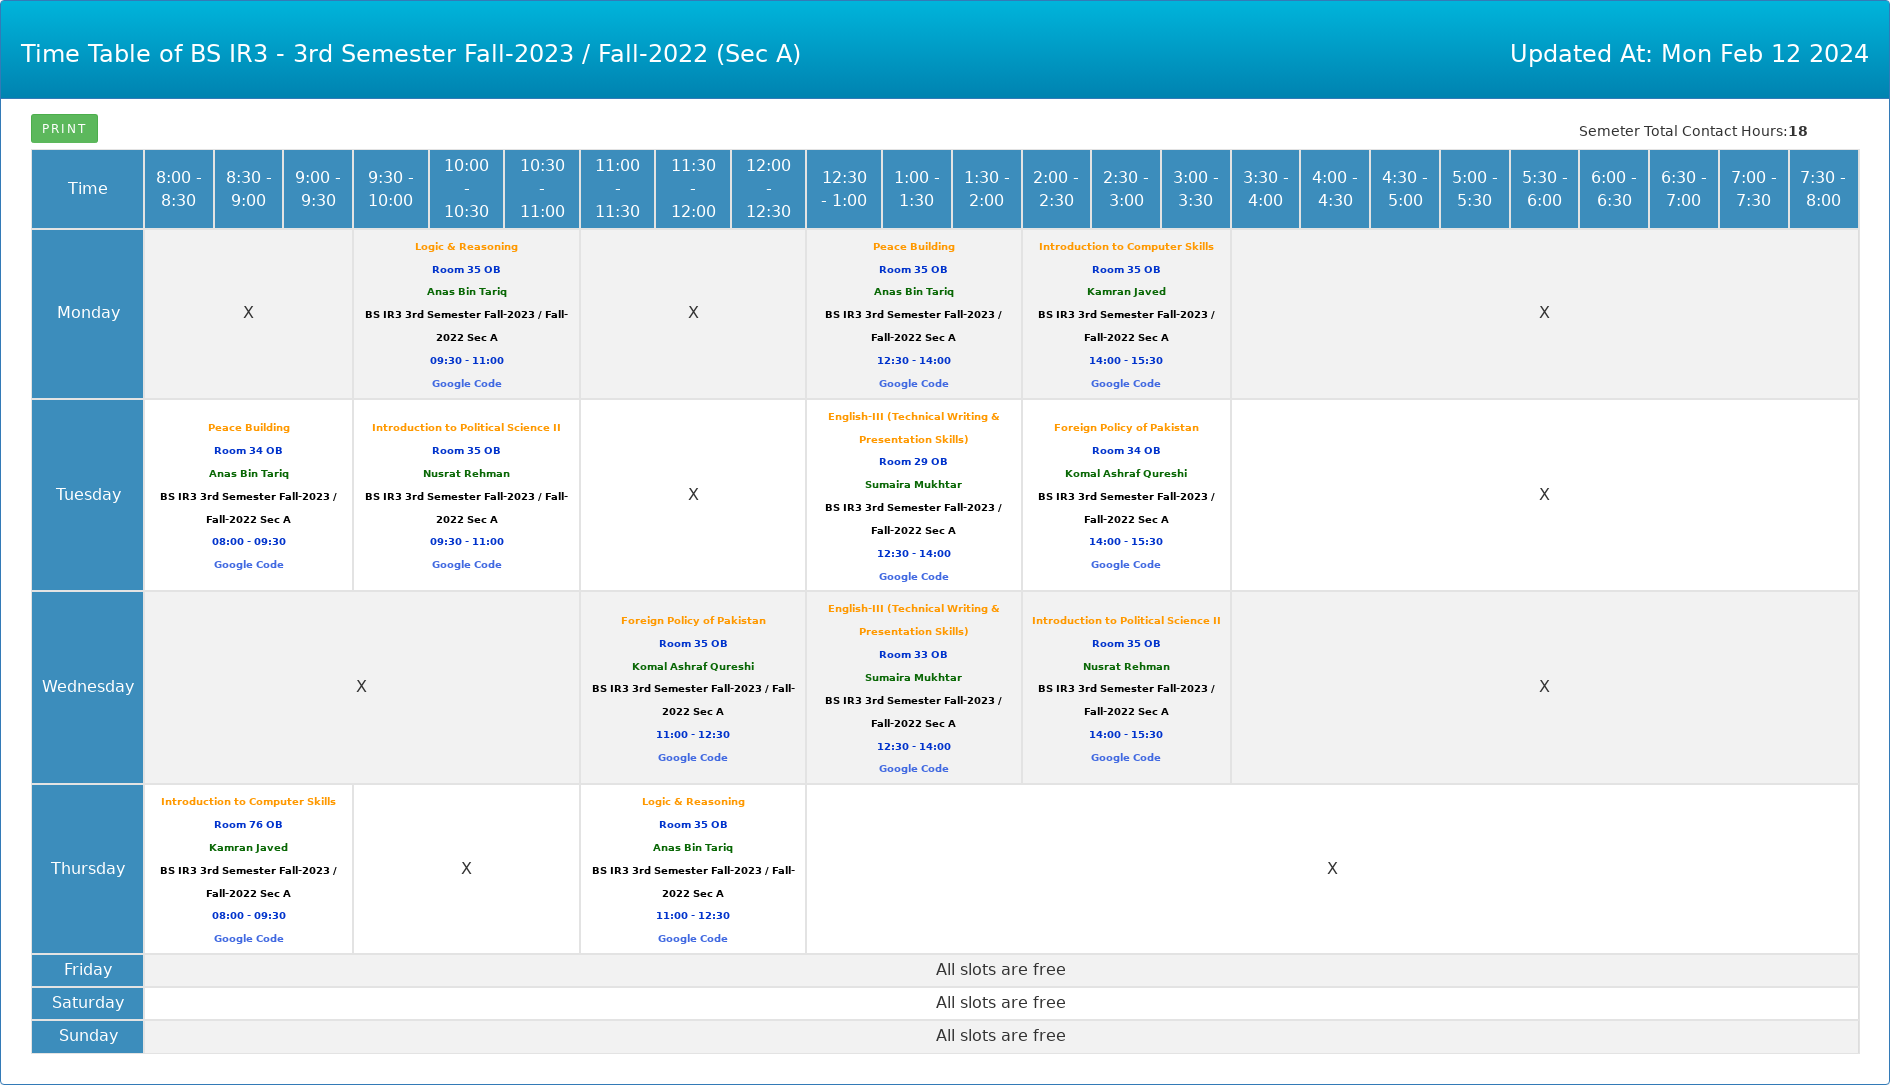 Time Table of BS IR3 - 3rd Semester Fall-2023 / Fall-2022 (Sec A)
Updated At: Mon Feb 12 2024
PRINT
Semeter Total Contact Hours:18
Time
8:00 -
8:30
8:30 -
9:00
9:00 -
9:30
9:30 -
10:00
10:00
-
10:30
10:30
-
11:00
11:00
-
11:30
11:30
-
12:00
12:00
-
12:30
12:30
- 1:00
1:00 -
1:30
1:30 -
2:00
2:00 -
2:30
2:30 -
3:00
3:00 -
3:30
3:30 -
4:00
4:00 -
4:30
4:30 -
5:00
5:00 -
5:30
5:30 -
6:00
6:00 -
6:30
6:30 -
7:00
7:00 -
7:30
7:30 -
8:00
Monday
X
Logic & Reasoning
Room 35 OB
Anas Bin Tariq
BS IR3 3rd Semester Fall-2023 / Fall-
2022 Sec A
09:30 - 11:00
Google Code
X
Peace Building
Room 35 OB
Anas Bin Tariq
BS IR3 3rd Semester Fall-2023 /
Fall-2022 Sec A
12:30 - 14:00
Google Code
Introduction to Computer Skills
Room 35 OB
Kamran Javed
BS IR3 3rd Semester Fall-2023 /
Fall-2022 Sec A
14:00 - 15:30
Google Code
X
Tuesday
Peace Building
Room 34 OB
Anas Bin Tariq
BS IR3 3rd Semester Fall-2023 /
Fall-2022 Sec A
08:00 - 09:30
Google Code
Introduction to Political Science II
Room 35 OB
Nusrat Rehman
BS IR3 3rd Semester Fall-2023 / Fall-
2022 Sec A
09:30 - 11:00
Google Code
X
English-III (Technical Writing &
Presentation Skills)
Room 29 OB
Sumaira Mukhtar
BS IR3 3rd Semester Fall-2023 /
Fall-2022 Sec A
12:30 - 14:00
Google Code
Foreign Policy of Pakistan
Room 34 OB
Komal Ashraf Qureshi
BS IR3 3rd Semester Fall-2023 /
Fall-2022 Sec A
14:00 - 15:30
Google Code
X
Wednesday
X
Foreign Policy of Pakistan
Room 35 OB
Komal Ashraf Qureshi
BS IR3 3rd Semester Fall-2023 / Fall-
2022 Sec A
11:00 - 12:30
Google Code
English-III (Technical Writing &
Presentation Skills)
Room 33 OB
Sumaira Mukhtar
BS IR3 3rd Semester Fall-2023 /
Fall-2022 Sec A
12:30 - 14:00
Google Code
Introduction to Political Science II
Room 35 OB
Nusrat Rehman
BS IR3 3rd Semester Fall-2023 /
Fall-2022 Sec A
14:00 - 15:30
Google Code
X
Thursday
Introduction to Computer Skills
Room 76 OB
Kamran Javed
BS IR3 3rd Semester Fall-2023 /
Fall-2022 Sec A
08:00 - 09:30
Google Code
X
Logic & Reasoning
Room 35 OB
Anas Bin Tariq
BS IR3 3rd Semester Fall-2023 / Fall-
2022 Sec A
11:00 - 12:30
Google Code
X
Friday
All slots are free
Saturday
All slots are free
Sunday
All slots are free